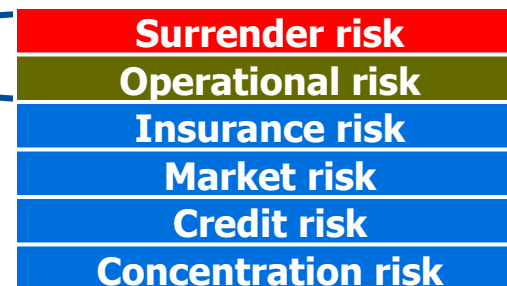 Surrender risk
Operational risk
Insurance risk
Market risk
Credit risk
Concentration risk